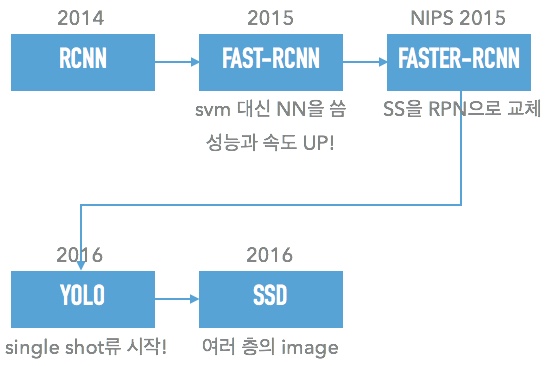 2014
RCNN
2015
FAST-RCNN
svm 대신 NN을 씀
성능과 속도 UP!
NIPS 2015
FASTER-RCNN
SS을 RPN으로 교체
2016
YOLO
single shot류 시작!
2016
SSD
여러 층의 image